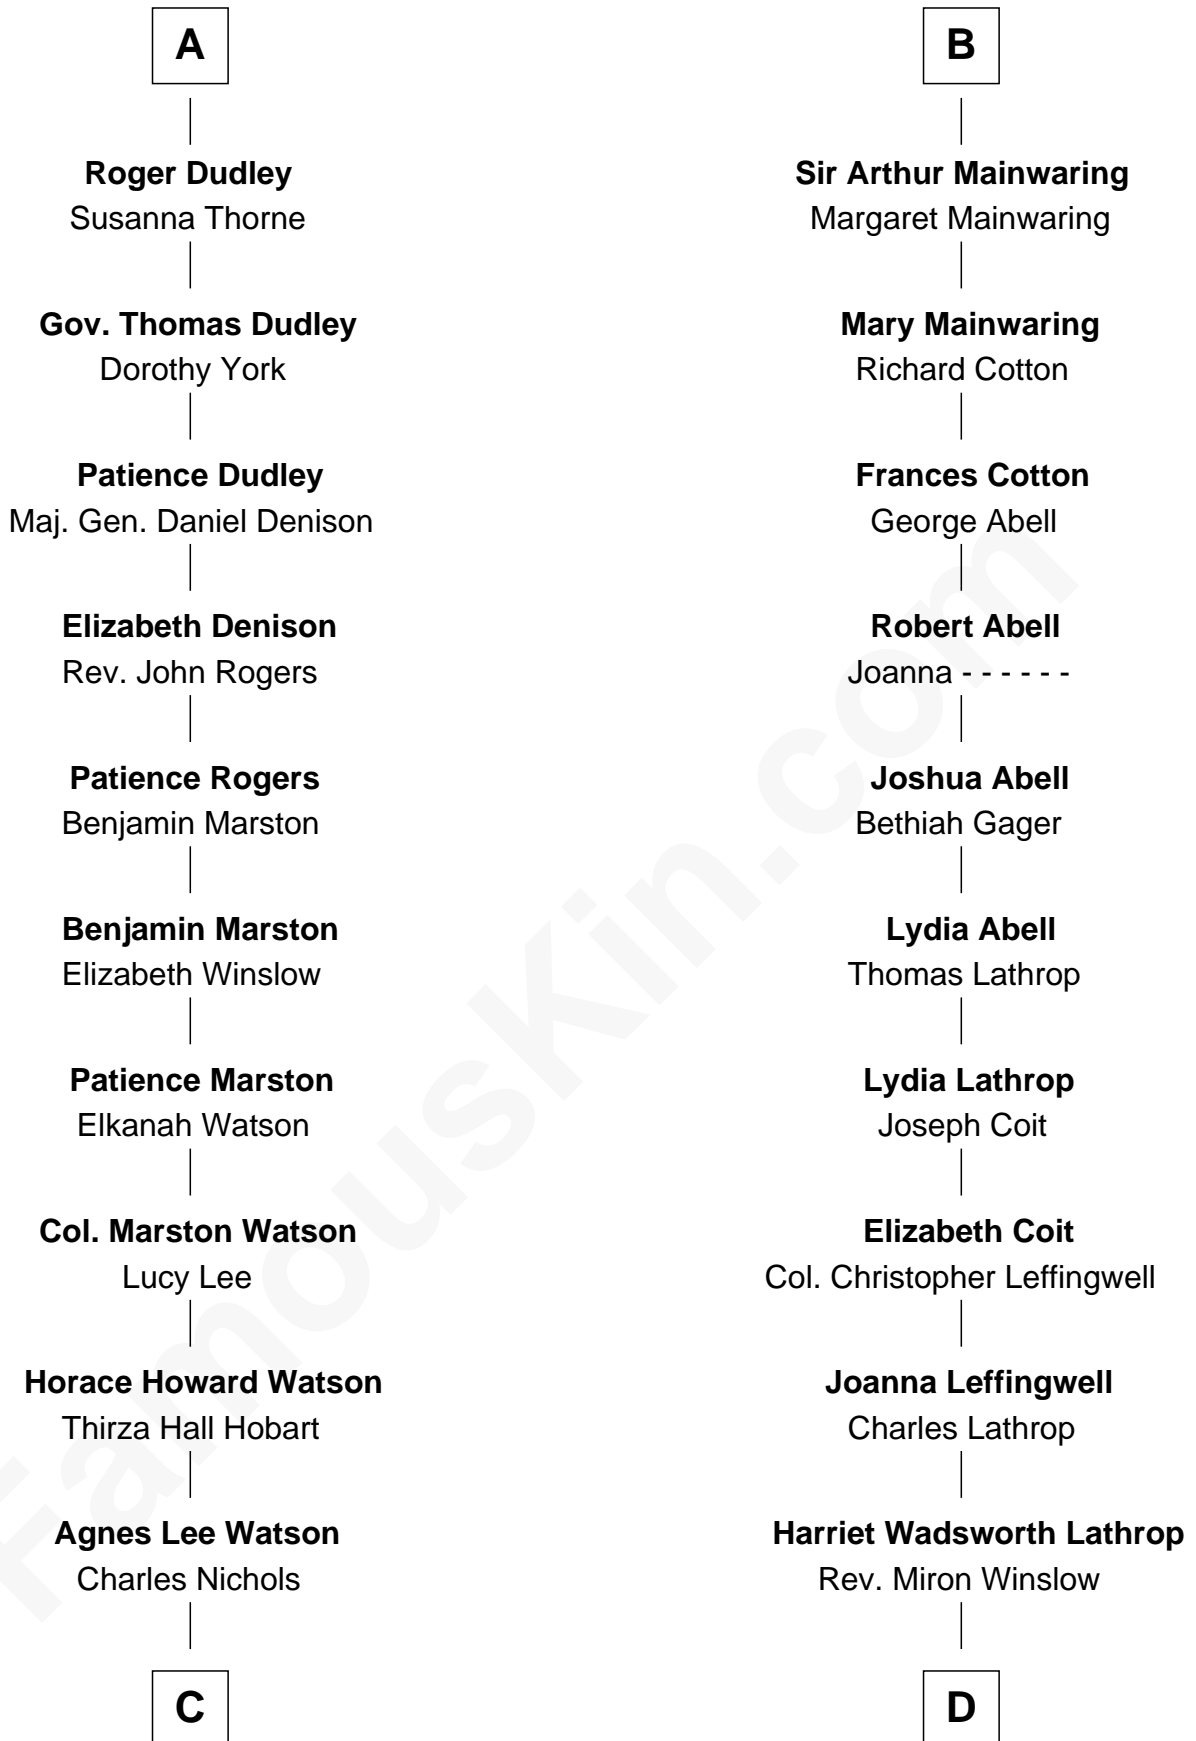 A
Roger Dudley
Susanna Thorne
Gov. Thomas Dudley
Dorothy York
Patience Dudley
Maj. Gen. Daniel Denison
Elizabeth Denison
Rev. John Rogers
Patience Rogers
Benjamin Marston
Benjamin Marston
Elizabeth Winslow
Patience Marston
Elkanah Watson
Col. Marston Watson
Lucy Lee
Horace Howard Watson
Thirza Hall Hobart
Agnes Lee Watson
Charles Nichols
C
B
Sir Arthur Mainwaring
Margaret Mainwaring
Mary Mainwaring
Richard Cotton
Frances Cotton
George Abell
Robert Abell
Joanna - - - - - -
Joshua Abell
Bethiah Gager
Lydia Abell
Thomas Lathrop
Lydia Lathrop
Joseph Coit
Elizabeth Coit
Col. Christopher Leffingwell
Joanna Leffingwell
Charles Lathrop
Harriet Wadsworth Lathrop
Rev. Miron Winslow
D
FamousKin.com